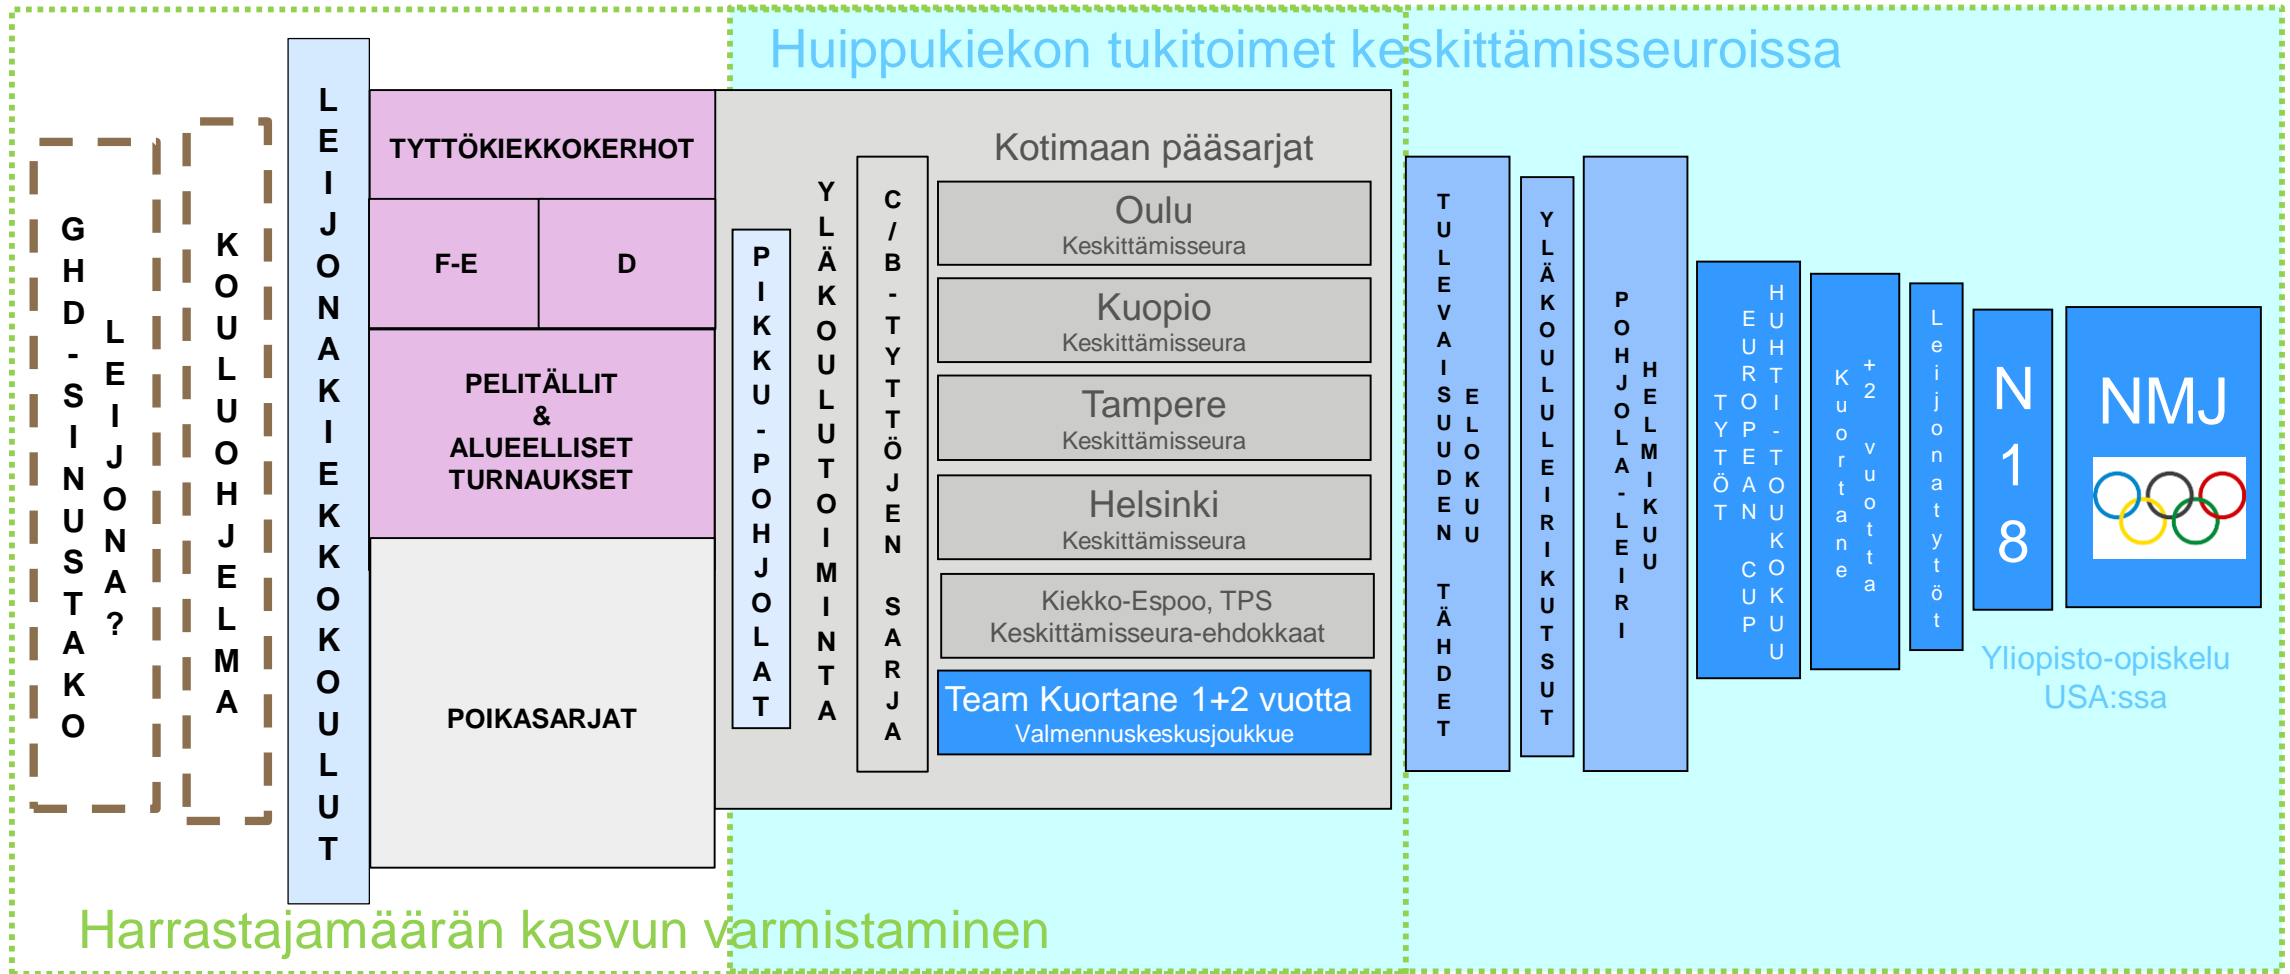 Huippukiekon tukitoimet keskittämisseuroissa
GHD-SINUSTAKO
LEIJONA?
KOULUOHJELMA
LEIJONAKIEKKOKOULUT
TYTTÖKIEKKOKERHOT
F-E
D
PELITÄLLIT
&
ALUEELLISET
TURNAUKSET
POIKASARJAT
PIKKU-POHJOLAT
YLÄKOULUTOIMINTA
C/B-TYTTÖJEN SARJA
Kotimaan pääsarjat
Oulu
Keskittämisseura
Kuopio
Keskittämisseura
Tampere
Keskittämisseura
Helsinki
Keskittämisseura
Kiekko-Espoo, TPS
Keskittämisseura-ehdokkaat
Team Kuortane 1+2 vuotta
Valmennuskeskusjoukkue
TULEVAISUUDEN TÄHDET
ELOKUU
YLÄKOULULEIRIKUTSUT
POHJOLA-LEIRI
HELMIKUU
TYTÖT
EUROPEAN CUP
HUHTI-TOUKOKUU
Kuortane
+2 vuotta
Leijonatytöt
N18
NMJ
Yliopisto-opiskelu
USA:ssa
Harrastajamäärän kasvun varmistaminen